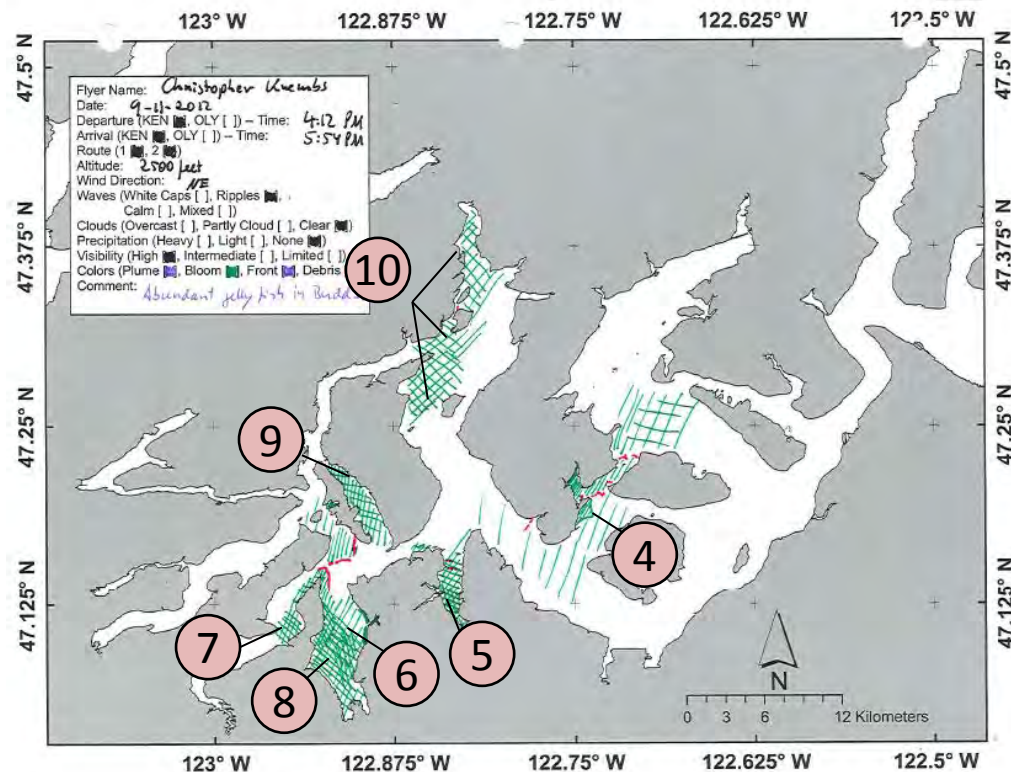 123° W 122.875° W 122.75° W 122.625° W 122.5° W
47.5° N 47.5° N
Flyer Name: Christopher Krembs
Date: 9-11-2012
Departure (KEN [ ], OLY [ ]) – Time: 4:12 PM
Arrival (KEN [ ], OLY [ ]) – Time: 5:54 PM
Route (1 [ ], 2 [ ])
Altitude: 2500 feet
Wind Direction: NE
Waves (White Caps [ ], Ripples [ ],
Calm [ ], Mixed [ ])
Clouds (Overcast [ ], Partly Cloud [ ], Clear [ ])
Precipitation (Heavy [ ], Light [ ], None [ ])
Visibility (High [ ], Intermediate [ ], Limited [ ])
Colors (Plume [ ], Bloom [ ], Front [ ], Debris
Comment: Abundant jelly fish in Budd
47.375° N 47.375° N
10
47.25° N 47.25° N
9
4
47.125° N 47.125° N
7
5
6
8
N
0 3 6 12 Kilometers
123° W 122.875° W 122.75° W 122.625° W 122.5° W